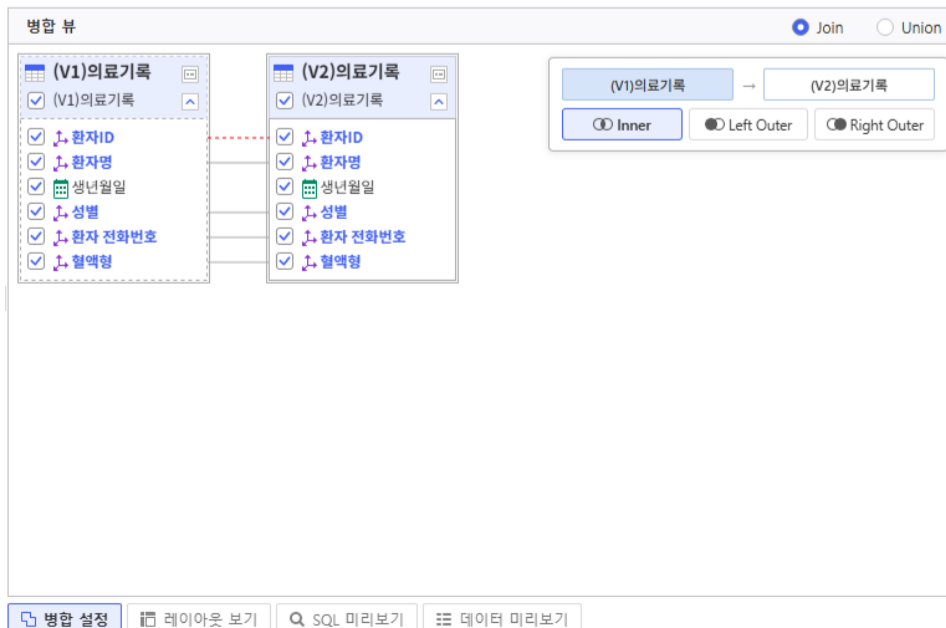 병합 뷰
Join
Union
(V1)의료기록
(V1)의료기록
환자ID
환자명
생년월일
성별
환자 전화번호
혈액형
(V2)의료기록
(V2)의료기록
환자ID
환자명
생년월일
성별
환자 전화번호
혈액형
(V1)의료기록 → (V2)의료기록
Inner
Left Outer
Right Outer
병합 설정
레이아웃 보기
SQL 미리보기
데이터 미리보기